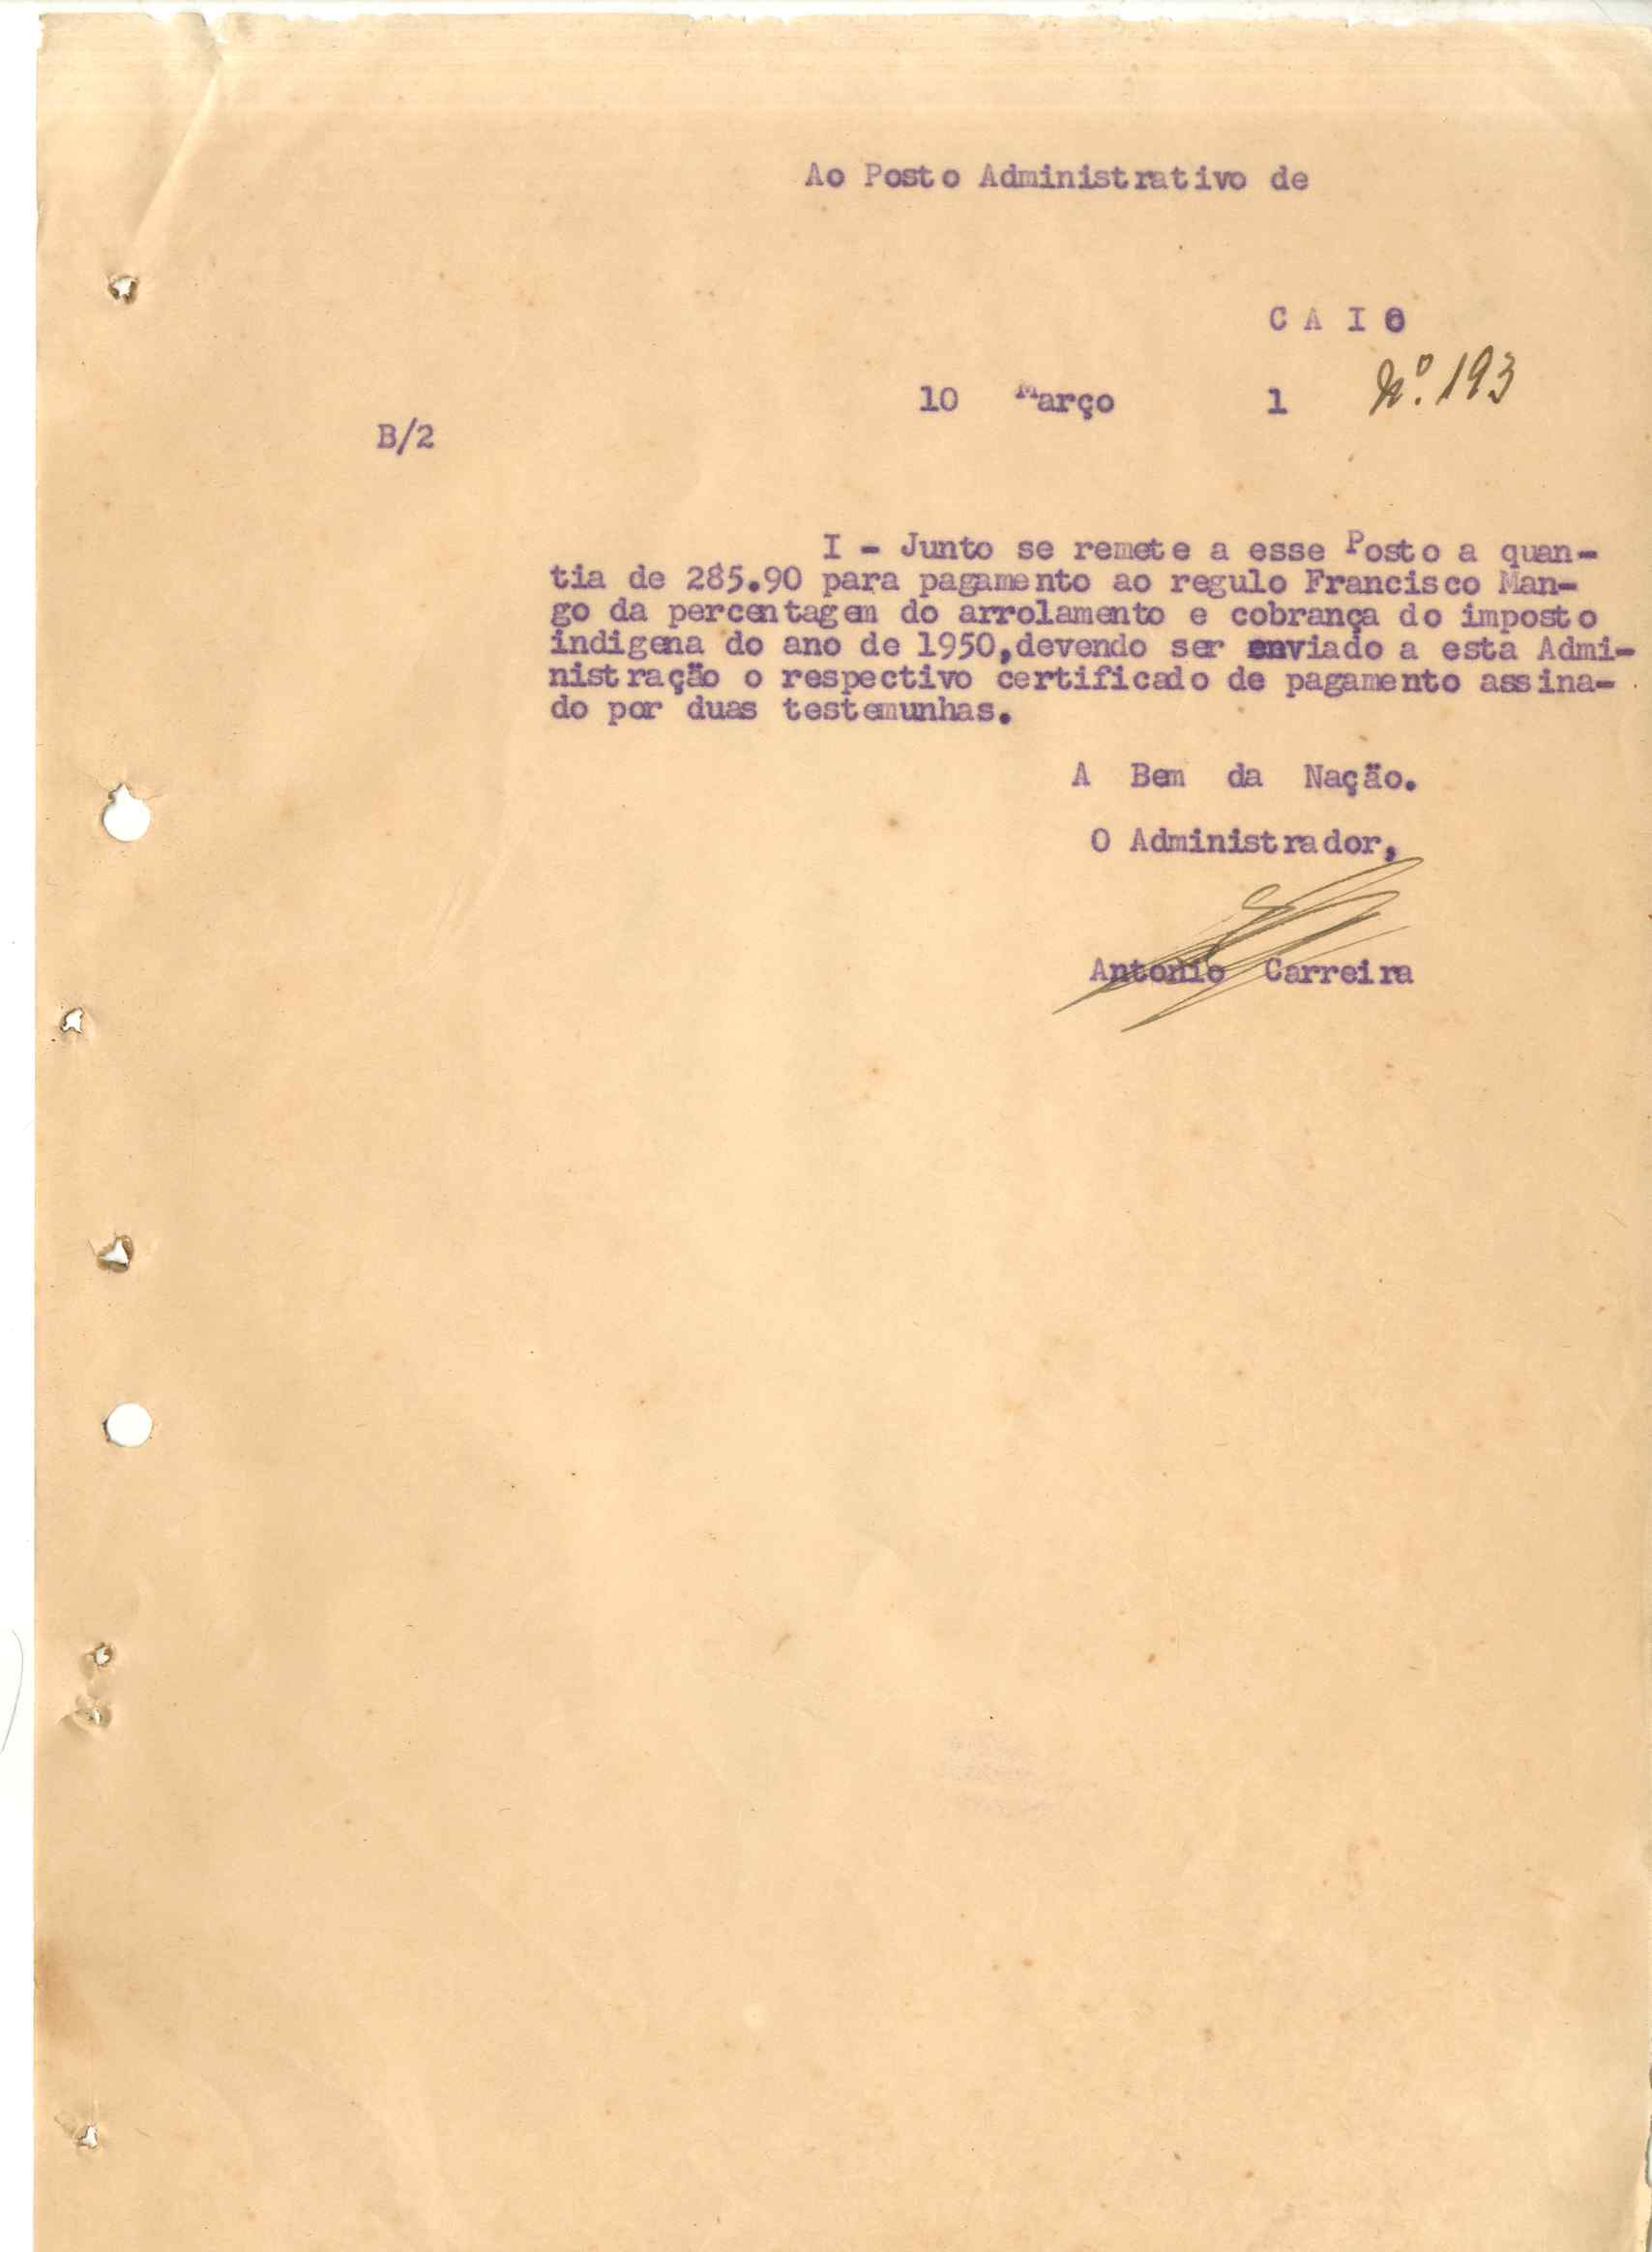 Ao Posto Administrativo de
C A I O
Nº. 193
10 Março 1
B/2
I - Junto se remete a esse Posto a quan-
tia de 285.90 para pagamento ao regulo Francisco Man-
go da percentagem do arrolamento e cobrança do imposto
indigena do ano de 1950,devendo ser enviado a esta Admi-
nistração o respectivo certificado de pagamento assina-
do por duas testemunhas.
A Bem da Nação.
O Administrador,
Antonio Carreira